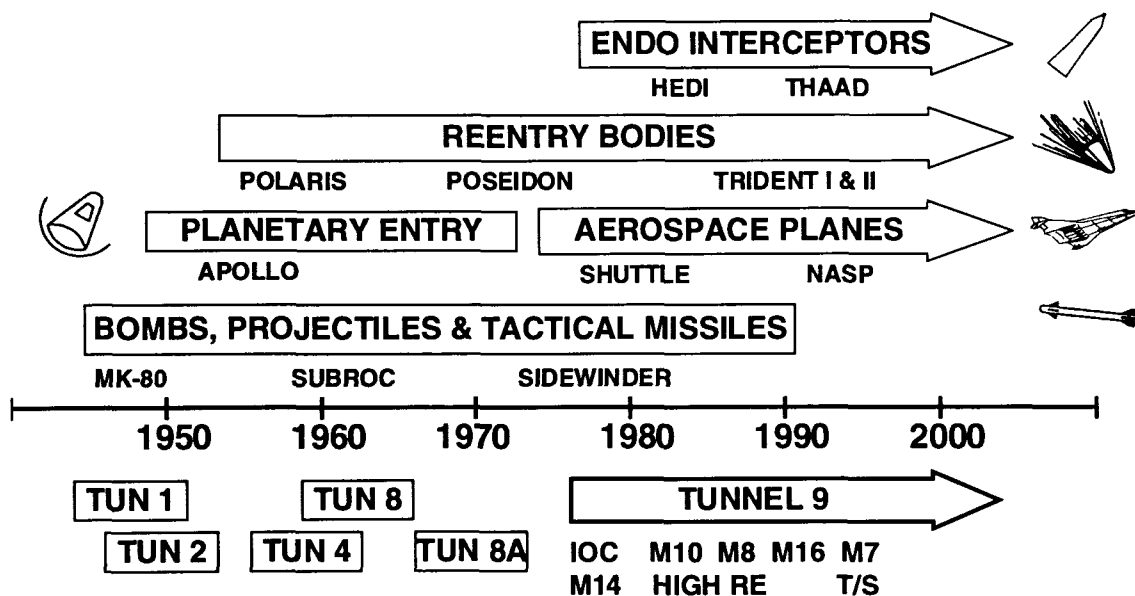 ENDO INTERCEPTORS
HEDI THAAD
REENTRY BODIES
POLARIS POSEIDON TRIDENT I & II
PLANETARY ENTRY AEROSPACE PLANES
APOLLO SHUTTLE NASP
BOMBS, PROJECTILES & TACTICAL MISSILES
MK-80 SUBROC SIDEWINDER
1950 1960 1970 1980 1990 2000
TUN 1 TUN 8 TUNNEL 9
TUN 2 TUN 4 TUN 8A IOC M10 M8 M16 M7
M14 HIGH RE T/S